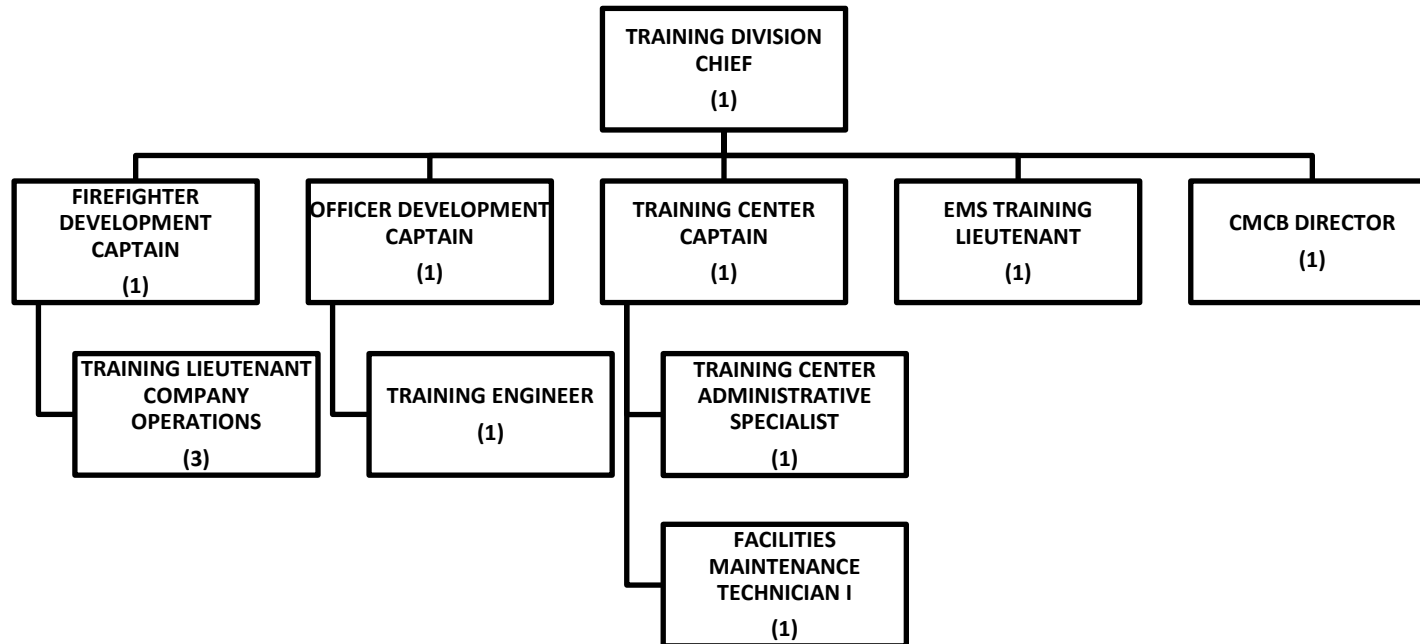 TRAINING DIVISION
CHIEF
(1)
FIREFIGHTER
DEVELOPMENT
CAPTAIN
(1)
OFFICER DEVELOPMENT
CAPTAIN
(1)
TRAINING CENTER
CAPTAIN
(1)
EMS TRAINING
LIEUTENANT
(1)
CMCB DIRECTOR
(1)
TRAINING LIEUTENANT
COMPANY
OPERATIONS
(3)
TRAINING ENGINEER
(1)
TRAINING CENTER
ADMINISTRATIVE
SPECIALIST
(1)
FACILITIES
MAINTENANCE
TECHNICIAN I
(1)